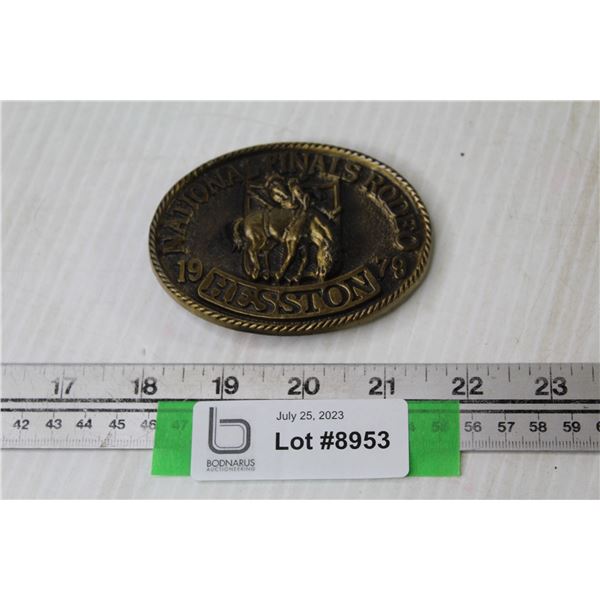 NATIONAL FINALS RODEO
19 78
HESSTON
17 18 19 20 21 22 23
42 43 44 45 46 47 55 56 57 58 59
July 25, 2023
Lot #8953
BODNARUS
AUCTIONEERING